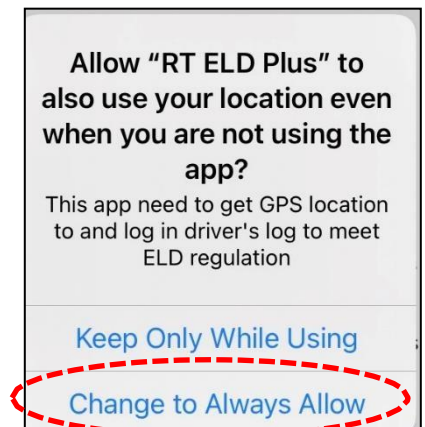 Allow “RT ELD Plus” to
also use your location even
when you are not using the
app?
This app need to get GPS location
to and log in driver's log to meet
ELD regulation
Keep Only While Using
Change to Always Allow